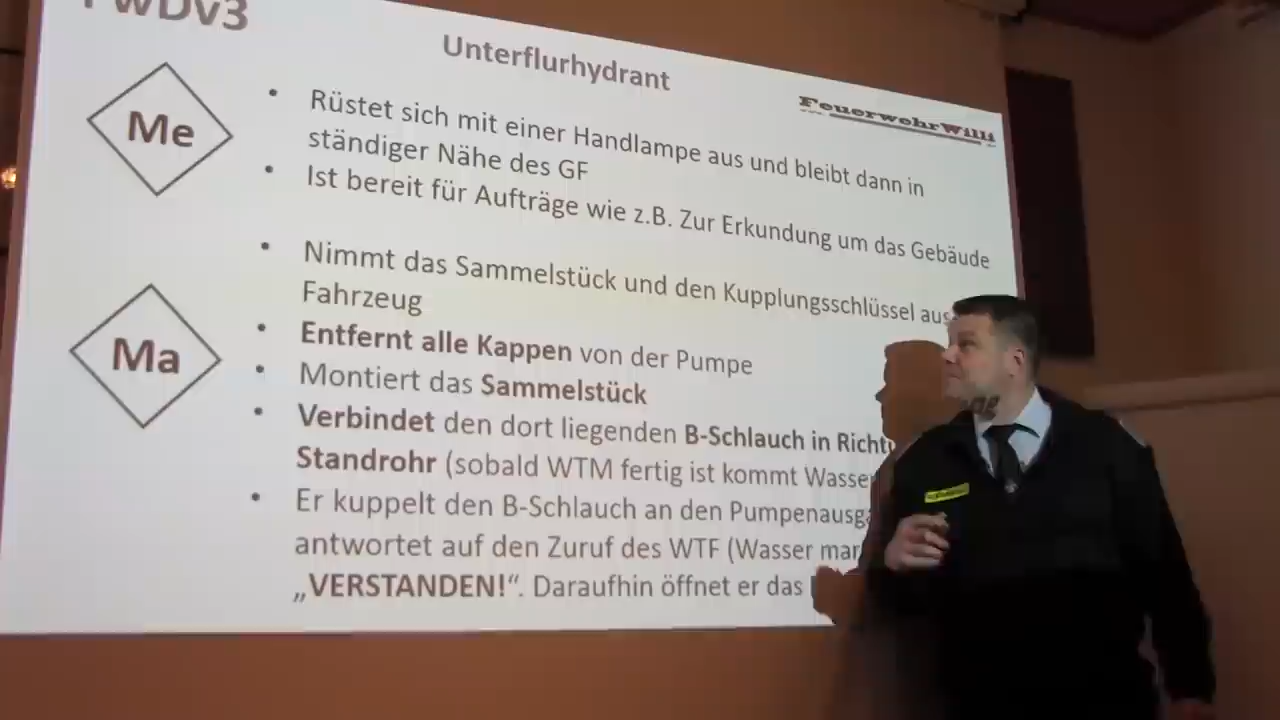 FwDv3
Unterflurhydrant
FeuerwehrWilli
Me
Rüstet sich mit einer Handlampe aus und bleibt dann in
ständiger Nähe des GF
Ist bereit für Aufträge wie z.B. Zur Erkundung um das Gebäude
Ma
Nimmt das Sammelstück und den Kupplungsschlüssel aus
Fahrzeug
Entfernt alle Kappen von der Pumpe
Montiert das Sammelstück
Verbindet den dort liegenden B-Schlauch in Richtu
Standrohr (sobald WTM fertig ist kommt Wasser
Er kuppelt den B-Schlauch an den Pumpenausga
antwortet auf den Zuruf des WTF (Wasser mar
„VERSTANDEN!“. Daraufhin öffnet er das